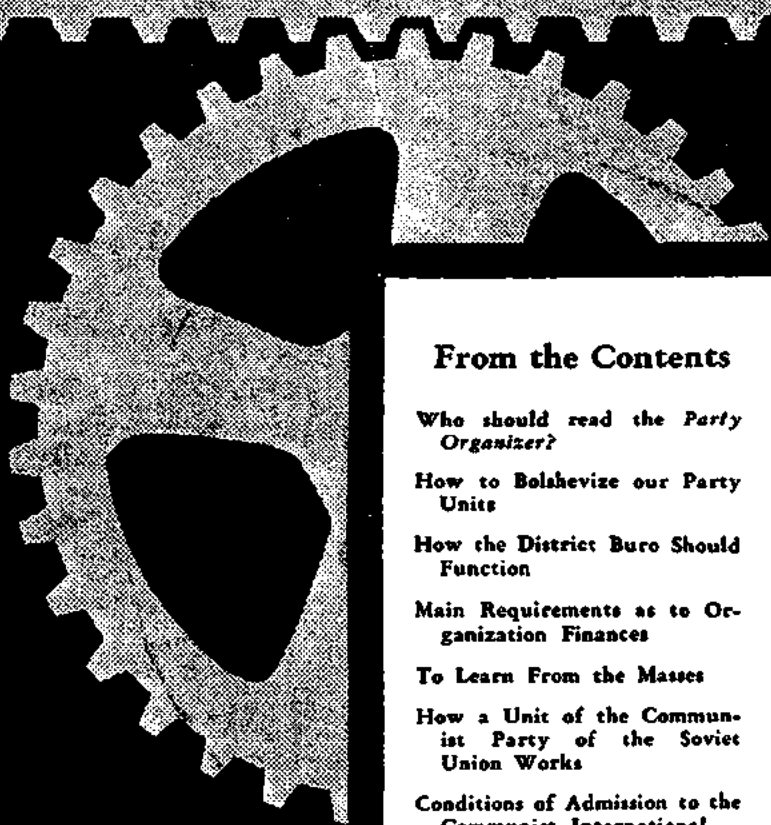 From the Contents
Who should read the Party
Organizer?
How to Bolshevize our Party
Units
How the District Buro Should
Function
Main Requirements as to Or-
ganization Finances
To Learn From the Masses
How a Unit of the Commun-
ist Party of the Soviet
Union Works
Conditions of Admission to the
Communist International